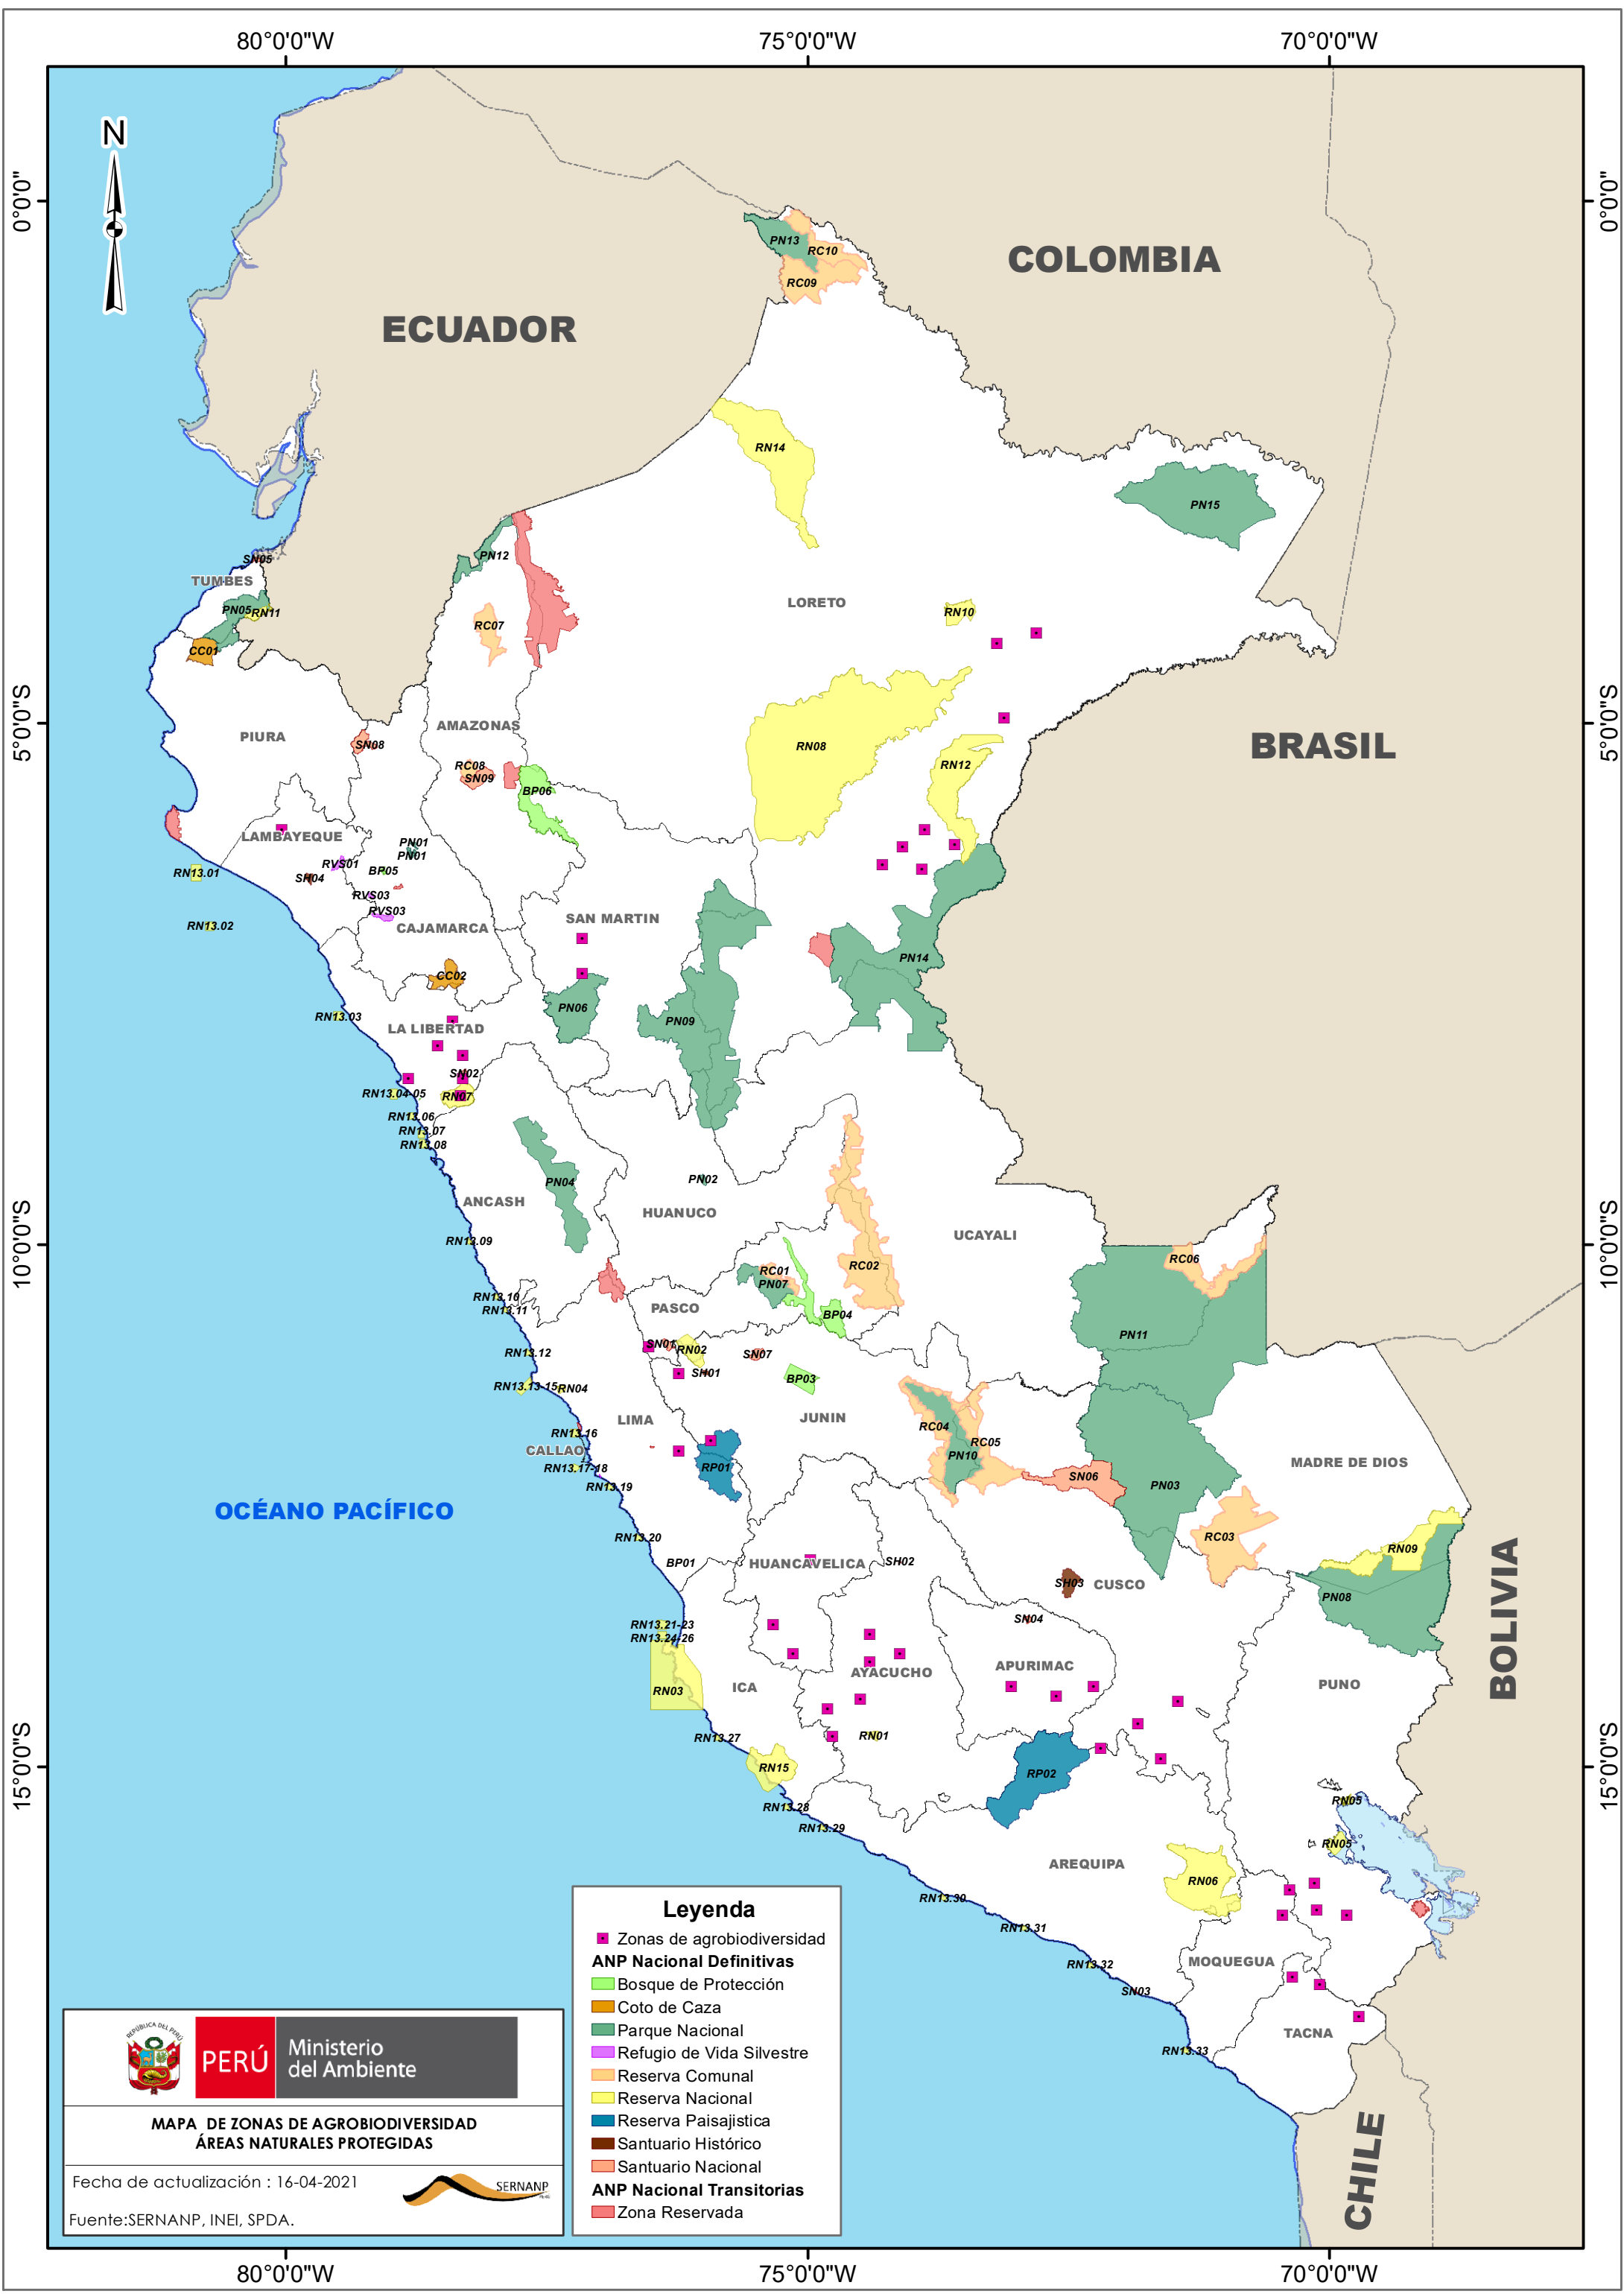 80°0'0"W
75°0'0"W
70°0'0"W
N
0°0'0"
0°0'0"
PN13
RC10
RC09
COLOMBIA
ECUADOR
RN14
PN15
SN05
PN12
TUMBES
PN05
RN11
LORETO
RN10
RC07
CC01
5°0'0"S
5°0'0"S
AMAZONAS
PIURA
SN08
RN08
BRASIL
RC08
SN09
RN12
BP06
LAMBAYEQUE
PN01
PN01
RVS01
BP05
RN13.01
SH04
RVS03
RVS03
SAN MARTIN
RN13.02
CAJAMARCA
PN14
CC02
PN06
RN13.03
PN09
LA LIBERTAD
SN02
RN13.04-05
RN07
RN13.06
RN13.07
RN13.08
PN04
PN02
ANCASH
HUANUCO
UCAYALI
10°0'0"S
10°0'0"S
RN13.09
RC01
RC02
RC06
PN07
RN13.10
RN13.11
PASCO
BP04
PN11
SN01
RN02
SN07
RN13.12
SH01
BP03
RN13.13-15
RN04
LIMA
JUNIN
RC04
RN13.16
RC05
CALLAO
PN10
MADRE DE DIOS
RN13.17-18
RP01
SN06
RN13.19
PN03
OCÉANO PACÍFICO
RN13.20
RC03
RN09
BP01
HUANCAVELICA
SH02
SH03
CUSCO
PN08
BOLIVIA
SN04
RN13.21-23
RN13.24-26
AYACUCHO
APURIMAC
RN03
ICA
PUNO
RN13.27
RN01
15°0'0"S
15°0'0"S
RN15
RP02
RN13.28
RN05
RN13.29
RN05
AREQUIPA
RN06
RN13.30
RN13.31
MOQUEGUA
RN13.32
SN03
TACNA
RN13.33
CHILE
Leyenda
Zonas de agrobiodiversidad
ANP Nacional Definitivas
Bosque de Protección
Coto de Caza
Parque Nacional
Refugio de Vida Silvestre
Reserva Comunal
Reserva Nacional
Reserva Paisajistica
Santuario Histórico
Santuario Nacional
ANP Nacional Transitorias
Zona Reservada
REPÚBLICA DEL PERÚ
PERÚ
Ministerio
del Ambiente
MAPA DE ZONAS DE AGROBIODIVERSIDAD
ÁREAS NATURALES PROTEGIDAS
Fecha de actualización : 16-04-2021
SERNANP
Fuente:SERNANP, INEI, SPDA.
80°0'0"W
75°0'0"W
70°0'0"W